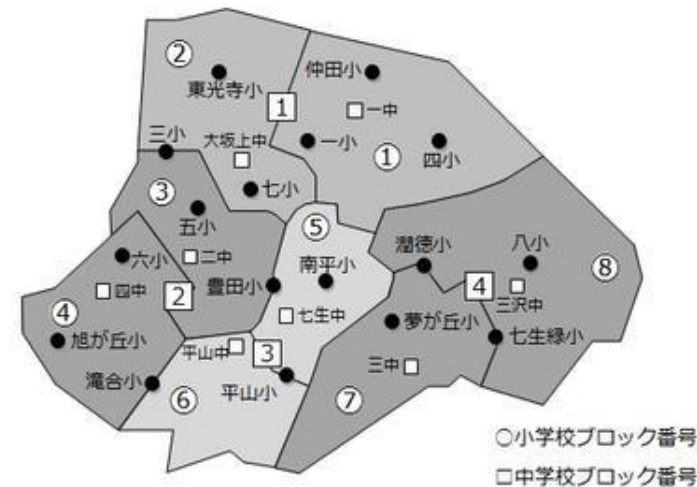 ②
仲田小
東光寺小
1
一中
三小
大坂上中
一小
①
四小
③
七小
五小
⑤
潤徳小
八小
⑧
六小
二中
南平小
四中
2
豊田小
4
三沢中
④
七生中
夢が丘小
七生緑小
旭が丘小
平山中
3
三中
滝合小
平山小
⑥
⑦
○小学校ブロック番号
□中学校ブロック番号